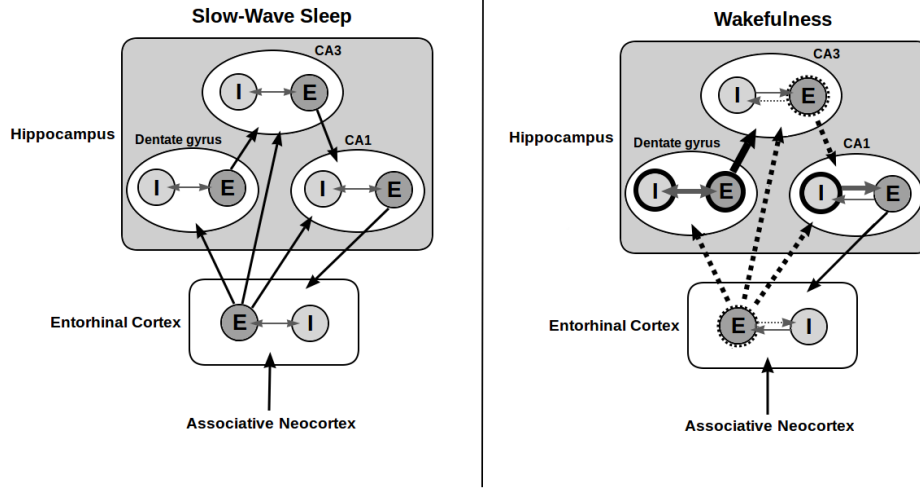 Slow-Wave Sleep
CA3
I
E
Hippocampus
Dentate gyrus
CA1
I
E
I
E
Entorhinal Cortex
E
I
Associative Neocortex
Wakefulness
CA3
I
E
Hippocampus
Dentate gyrus
CA1
I
E
I
E
Entorhinal Cortex
E
I
Associative Neocortex